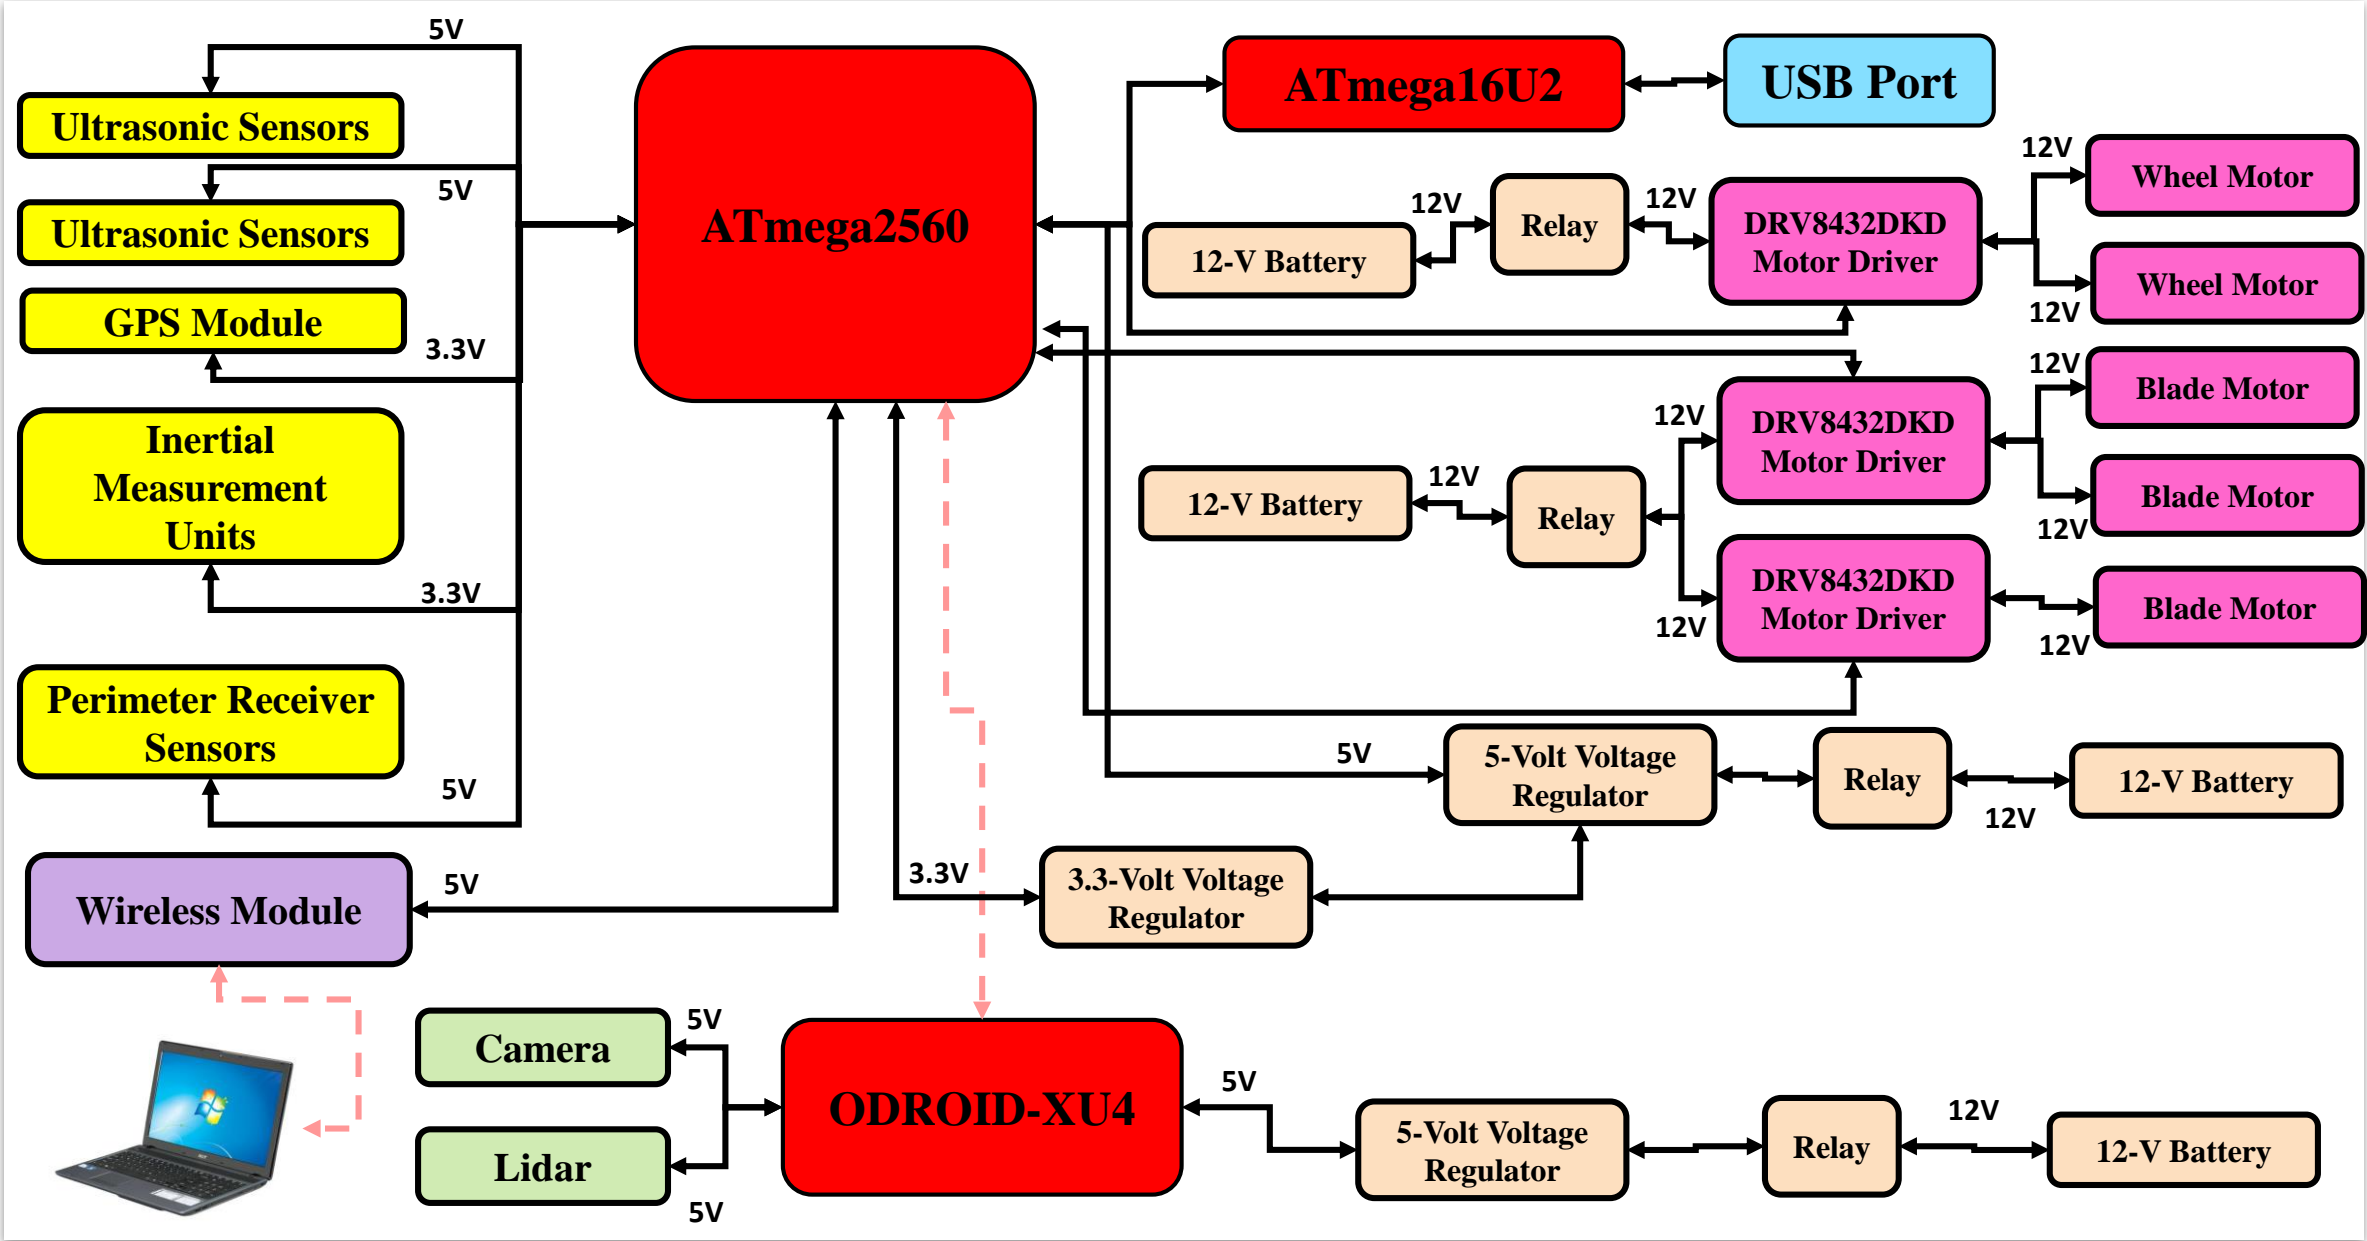 5V
Ultrasonic Sensors
5V
Ultrasonic Sensors
GPS Module
3.3V
Inertial
Measurement
Units
3.3V
Perimeter Receiver
Sensors
5V
Wireless Module
5V
ATmega2560
ATmega16U2
USB Port
12-V Battery
12V
Relay
12V
DRV8432DKD
Motor Driver
12V
Wheel Motor
Wheel Motor
12V
12-V Battery
12V
Relay
12V
DRV8432DKD
Motor Driver
12V
Blade Motor
Blade Motor
12V
12V
DRV8432DKD
Motor Driver
Blade Motor
12V
5V
5-Volt Voltage
Regulator
Relay
12V
12-V Battery
3.3V
3.3-Volt Voltage
Regulator
Camera
5V
Lidar
5V
ODROID-XU4
5V
5-Volt Voltage
Regulator
Relay
12V
12-V Battery